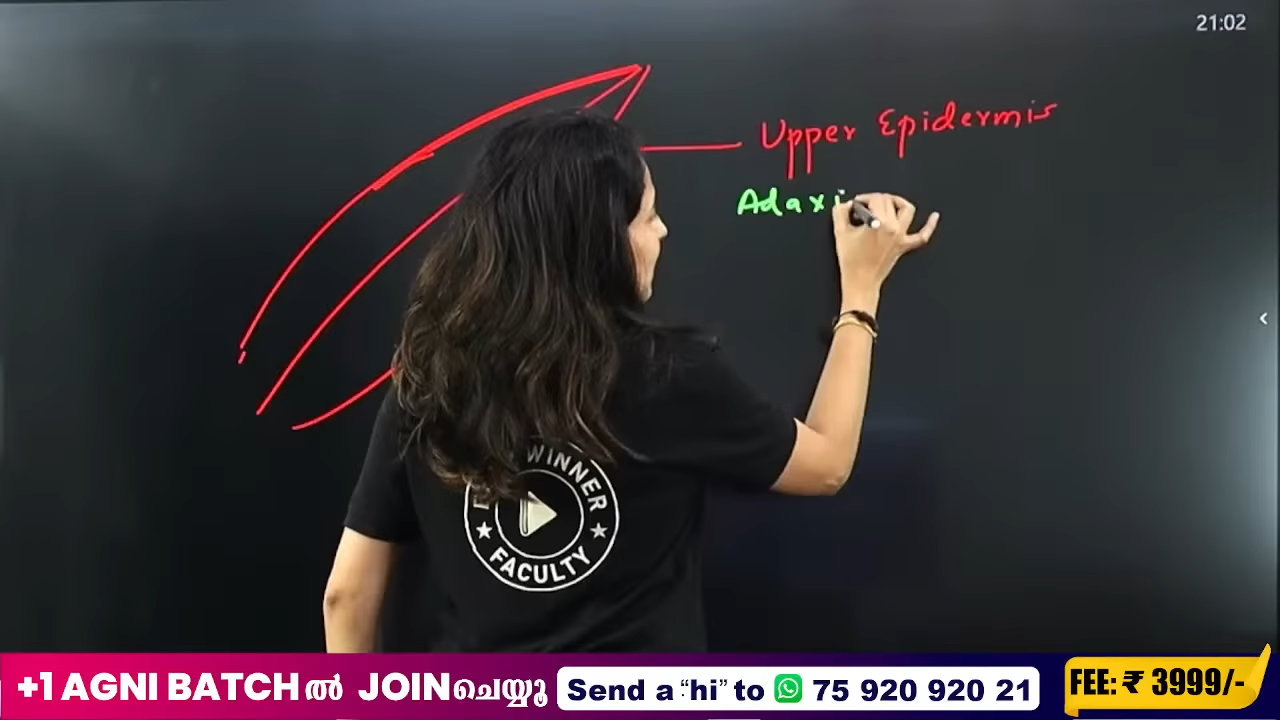 21:02
Upper Epidermis
Adaxi
WINNER
FACULTY
+1 AGNI BATCHൽ JOINചെയ്യൂ
Send a "hi" to 75 920 920 21
FEE: ₹ 3999/-